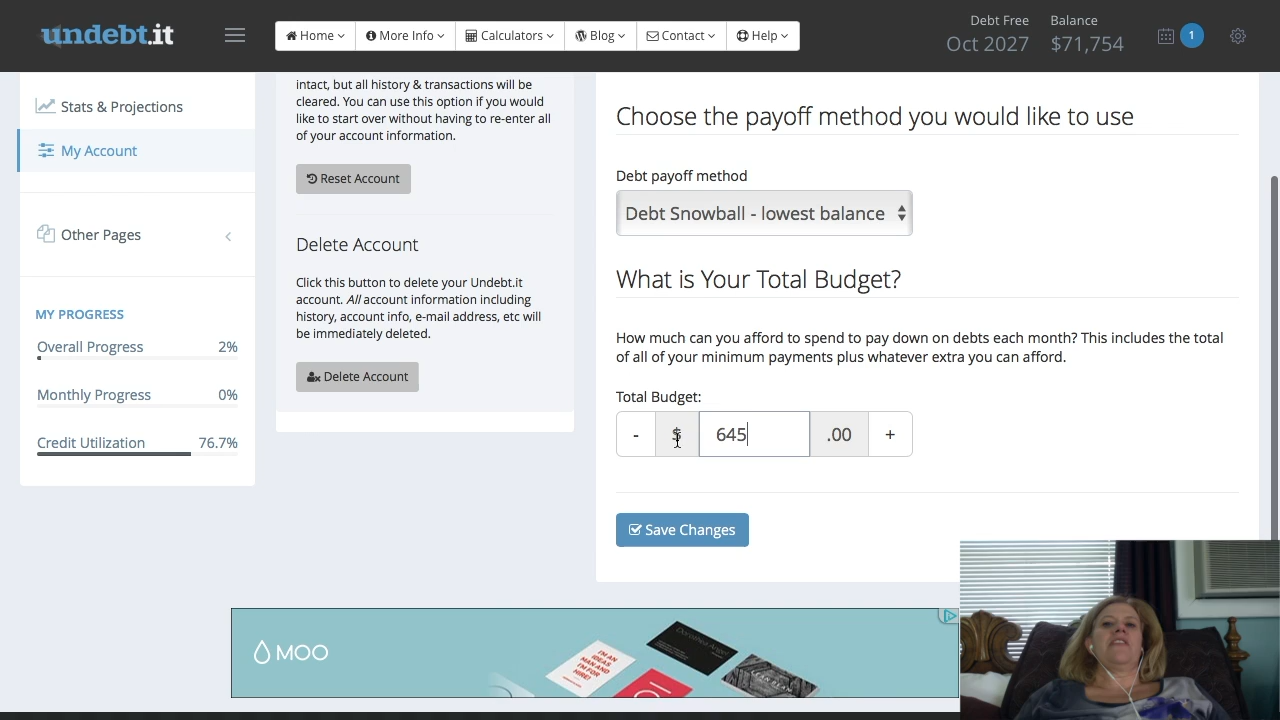 undebt.it
Home
More Info
Calculators
Blog
Contact
Help
Debt Free
Oct 2027
Balance
$71,754
1
Stats & Projections
My Account
Other Pages
MY PROGRESS
Overall Progress 2%
Monthly Progress 0%
Credit Utilization 76.7%
intact, but all history & transactions will be
cleared. You can use this option if you would
like to start over without having to re-enter all
of your account information.
Reset Account
Delete Account
Click this button to delete your Undebt.it
account. All account information including
history, account info, e-mail address, etc will
be immediately deleted.
Delete Account
Choose the payoff method you would like to use
Debt payoff method
Debt Snowball - lowest balance
What is Your Total Budget?
How much can you afford to spend to pay down on debts each month? This includes the total
of all of your minimum payments plus whatever extra you can afford.
Total Budget:
- $ 645 .00 +
Save Changes
MOO
I'M AN
IDEAS
MAN AND
I'M FOR
HIRE!